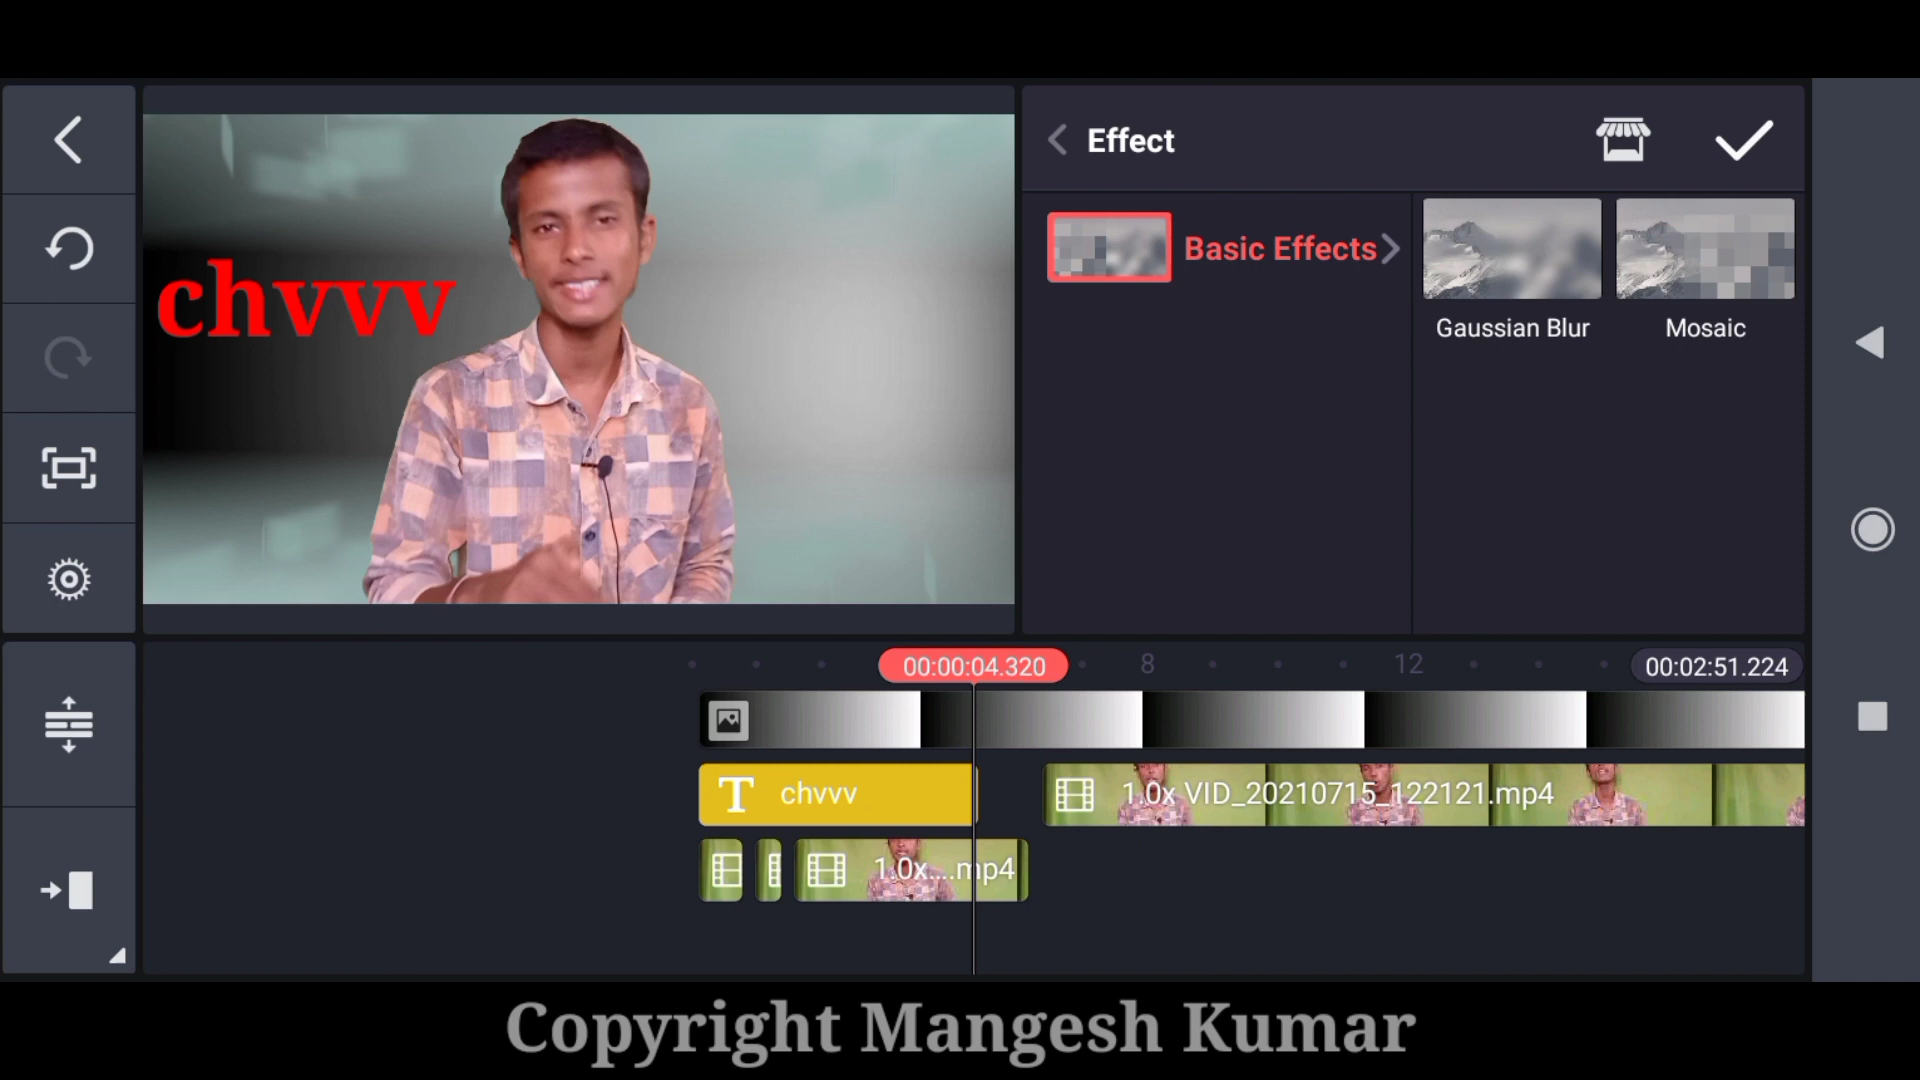 Effect
chvvv
Basic Effects
Gaussian Blur
Mosaic
00:00:04.320
8
12
00:02:51.224
T chvvv
1.0x VID_20210715_122121.mp4
1.0x....mp4
Copyright Mangesh Kumar